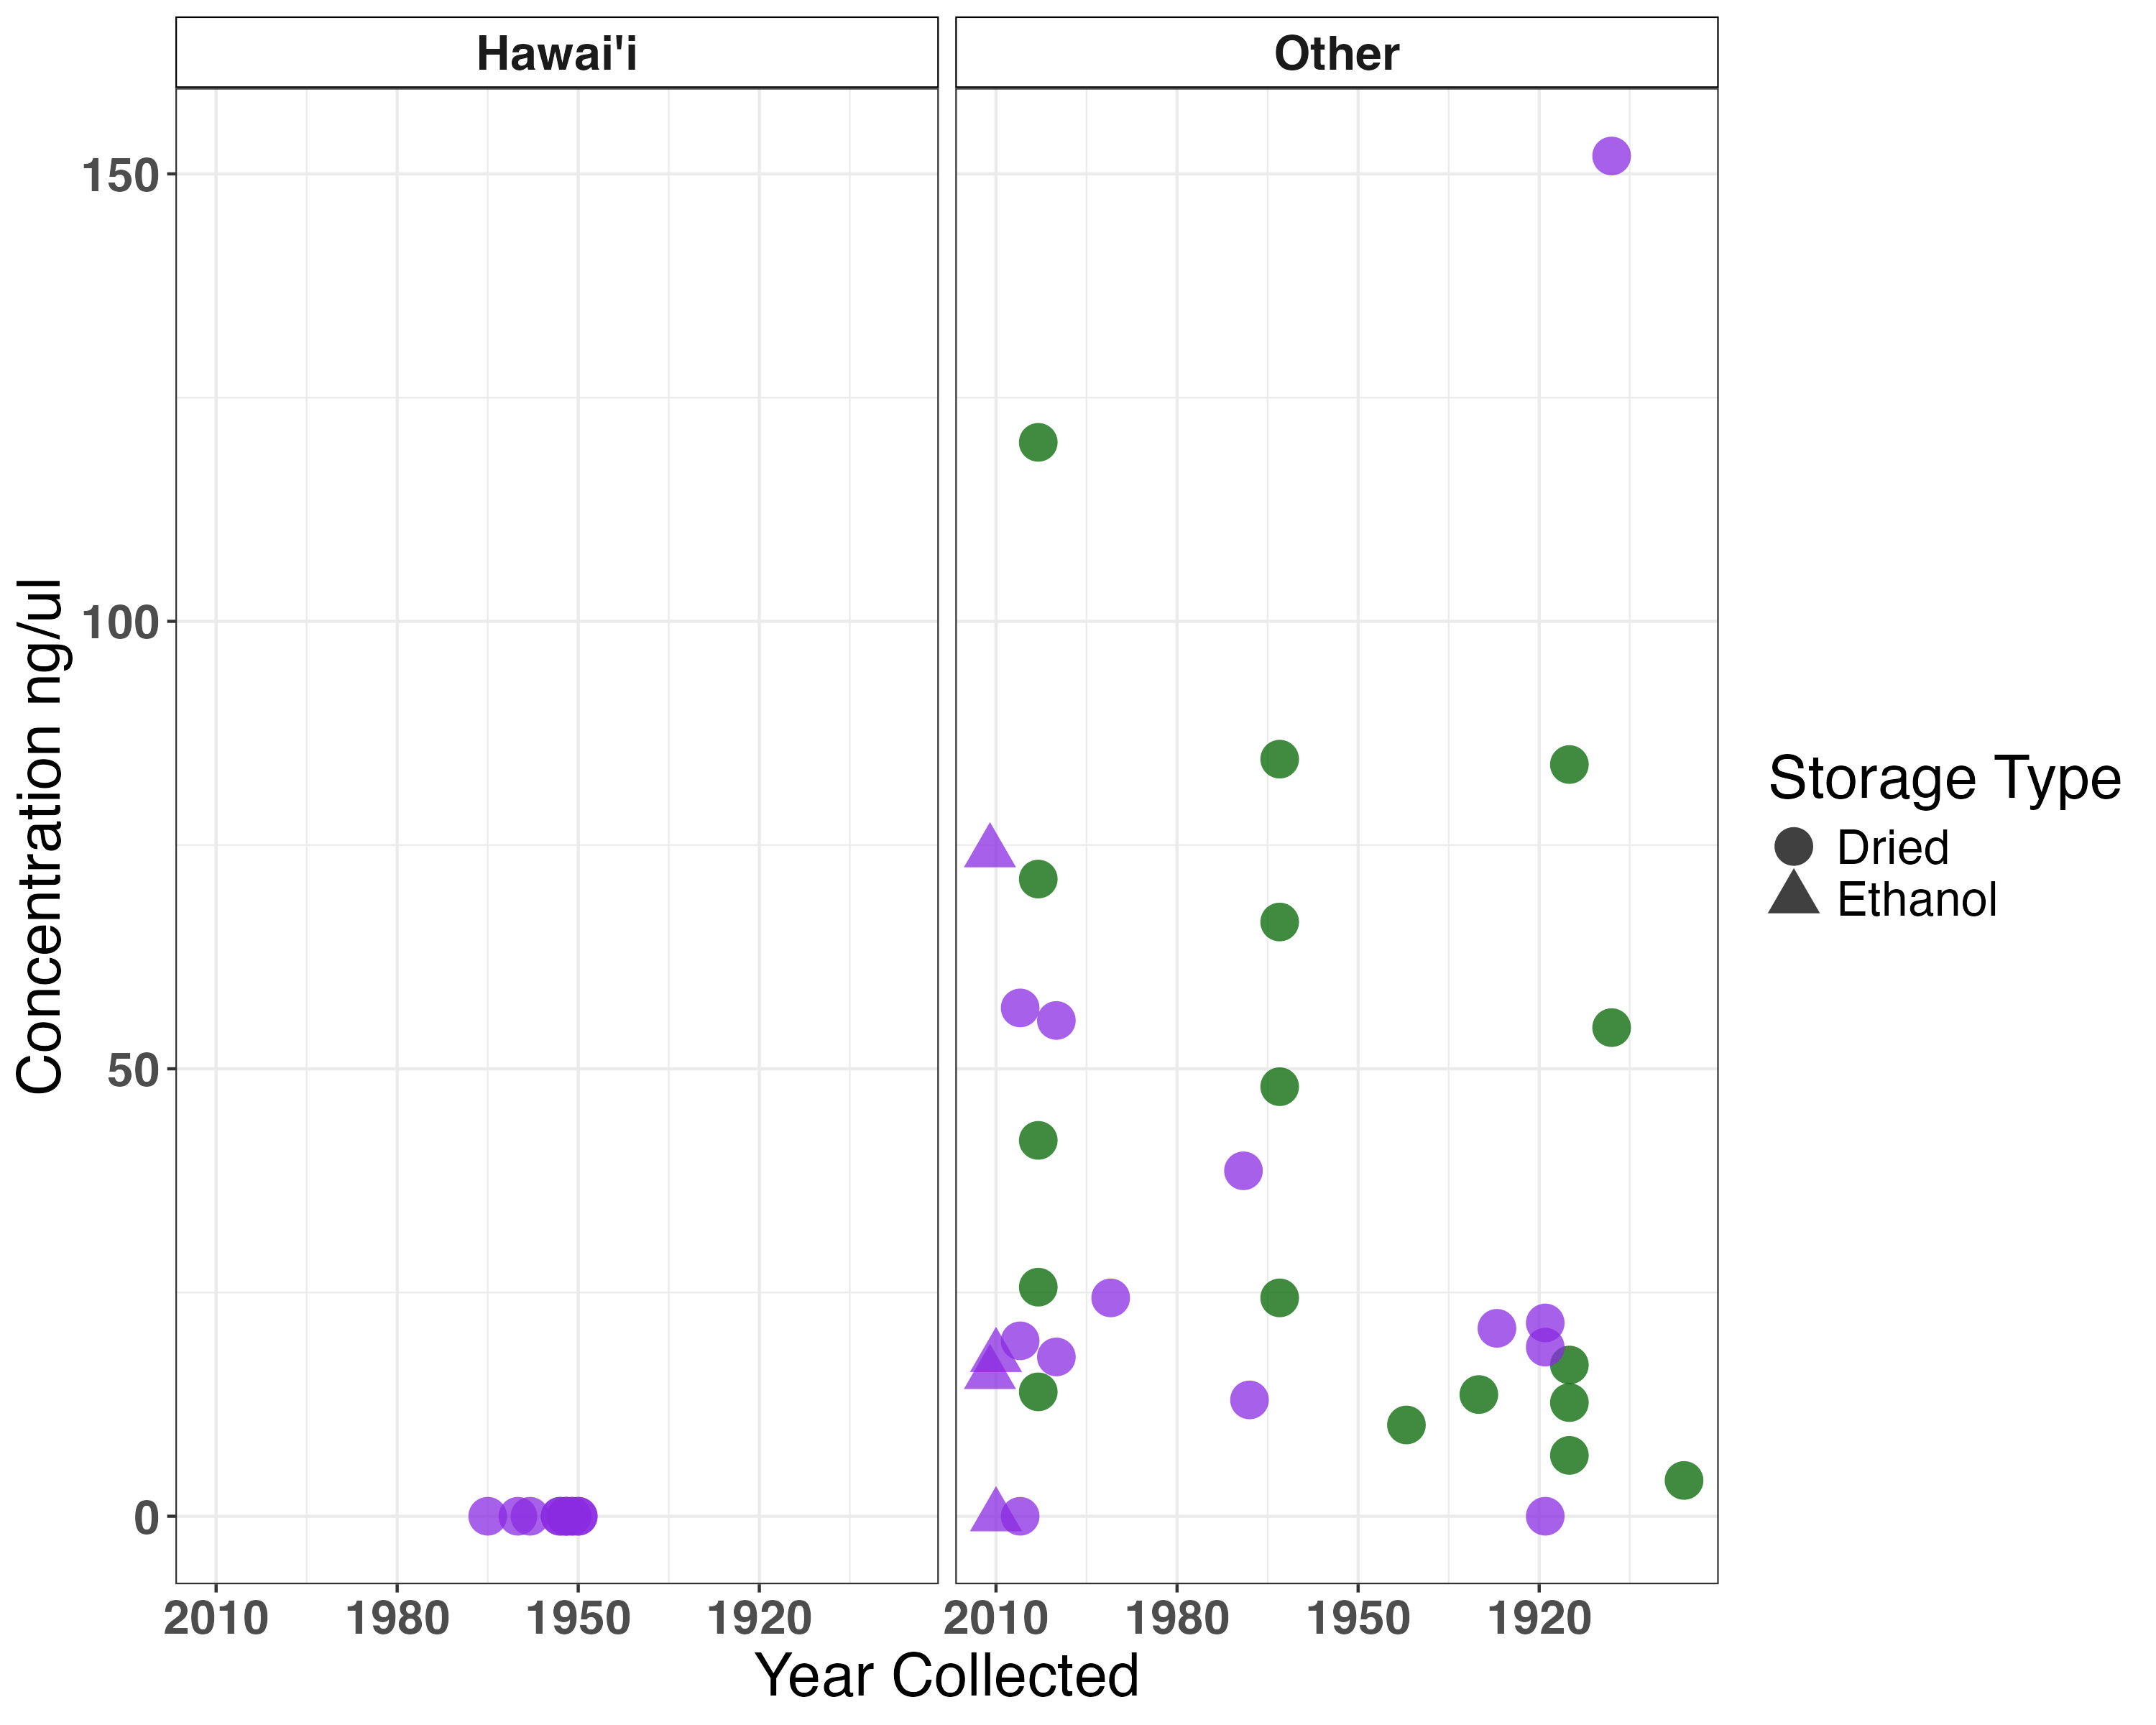 Hawai'i
Other
150
100
50
0
Concentration ng/ul
2010 1980 1950 1920
2010 1980 1950 1920
Year Collected
Storage Type
Dried
Ethanol